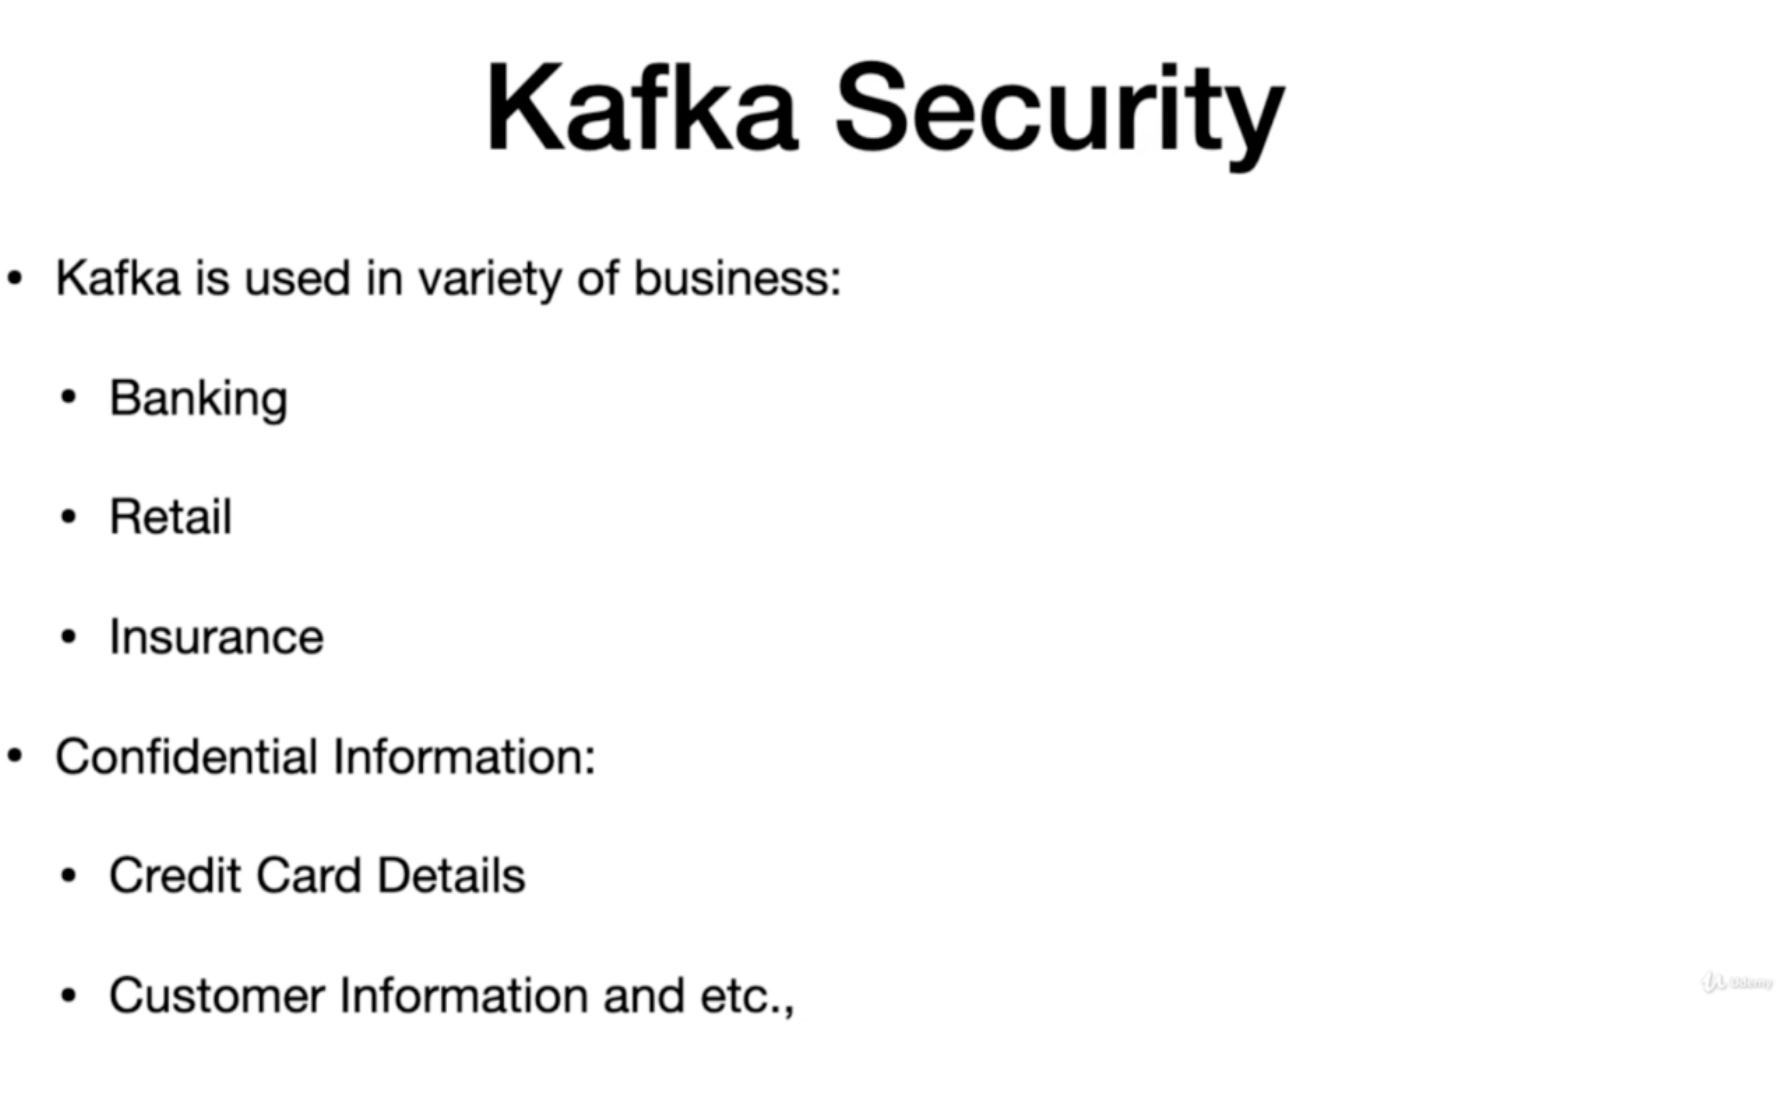 Kafka Security
• Kafka is used in variety of business:
• Banking
• Retail
• Insurance
• Confidential Information:
• Credit Card Details
• Customer Information and etc.,
Udemy